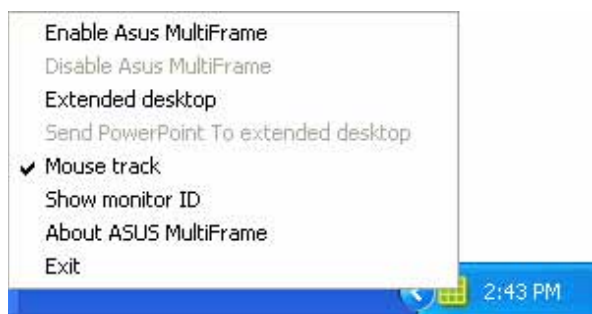 Enable Asus MultiFrame
Disable Asus MultiFrame
Extended desktop
Send PowerPoint To extended desktop
Mouse track
Show monitor ID
About ASUS MultiFrame
Exit
2:43 PM